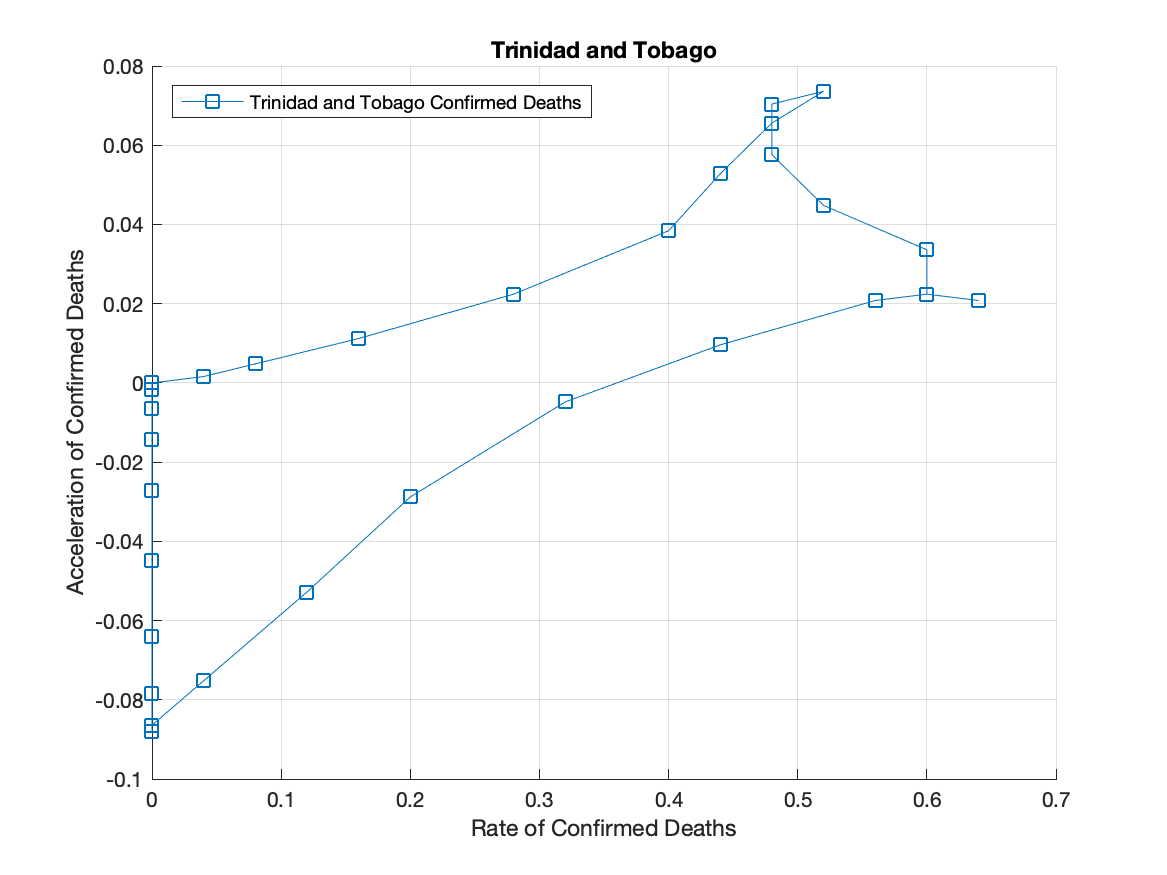 Trinidad and Tobago
Trinidad and Tobago Confirmed Deaths
0.08
0.06
0.04
0.02
0
-0.02
-0.04
-0.06
-0.08
-0.1
Acceleration of Confirmed Deaths
0 0.1 0.2 0.3 0.4 0.5 0.6 0.7
Rate of Confirmed Deaths